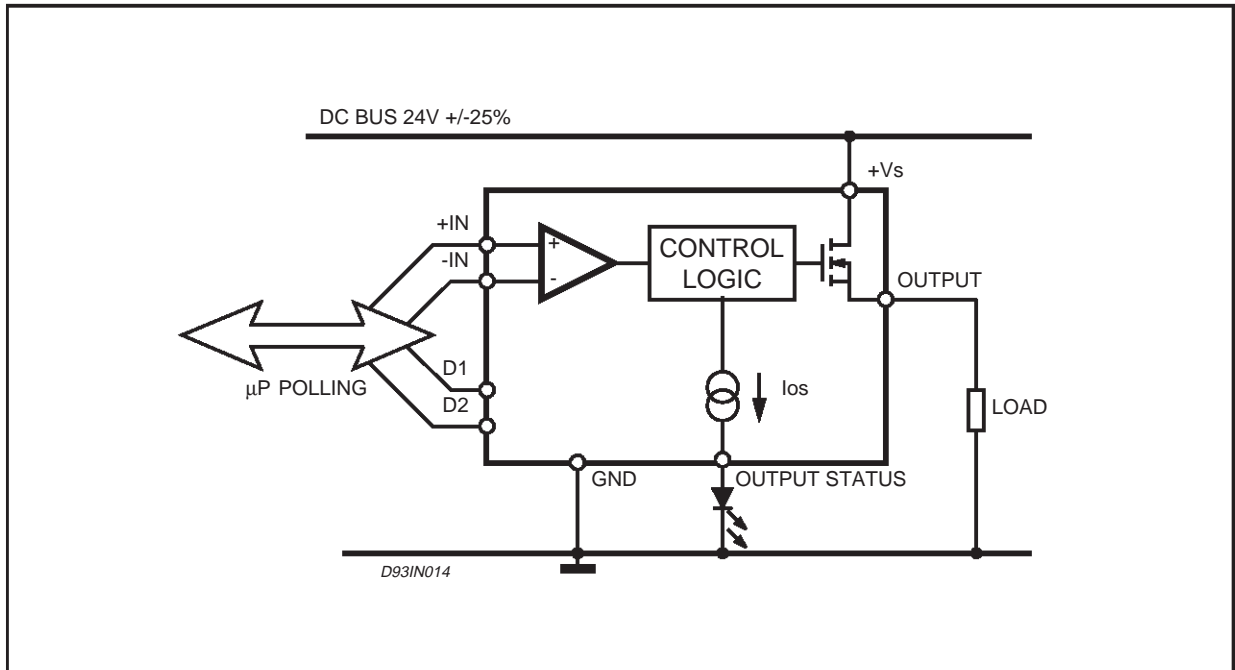 DC BUS 24V +/-25%
+Vs
+IN
+
CONTROL
LOGIC
-IN
-
OUTPUT
D1
µP POLLING
D2
Ios
LOAD
GND
OUTPUT STATUS
D93IN014